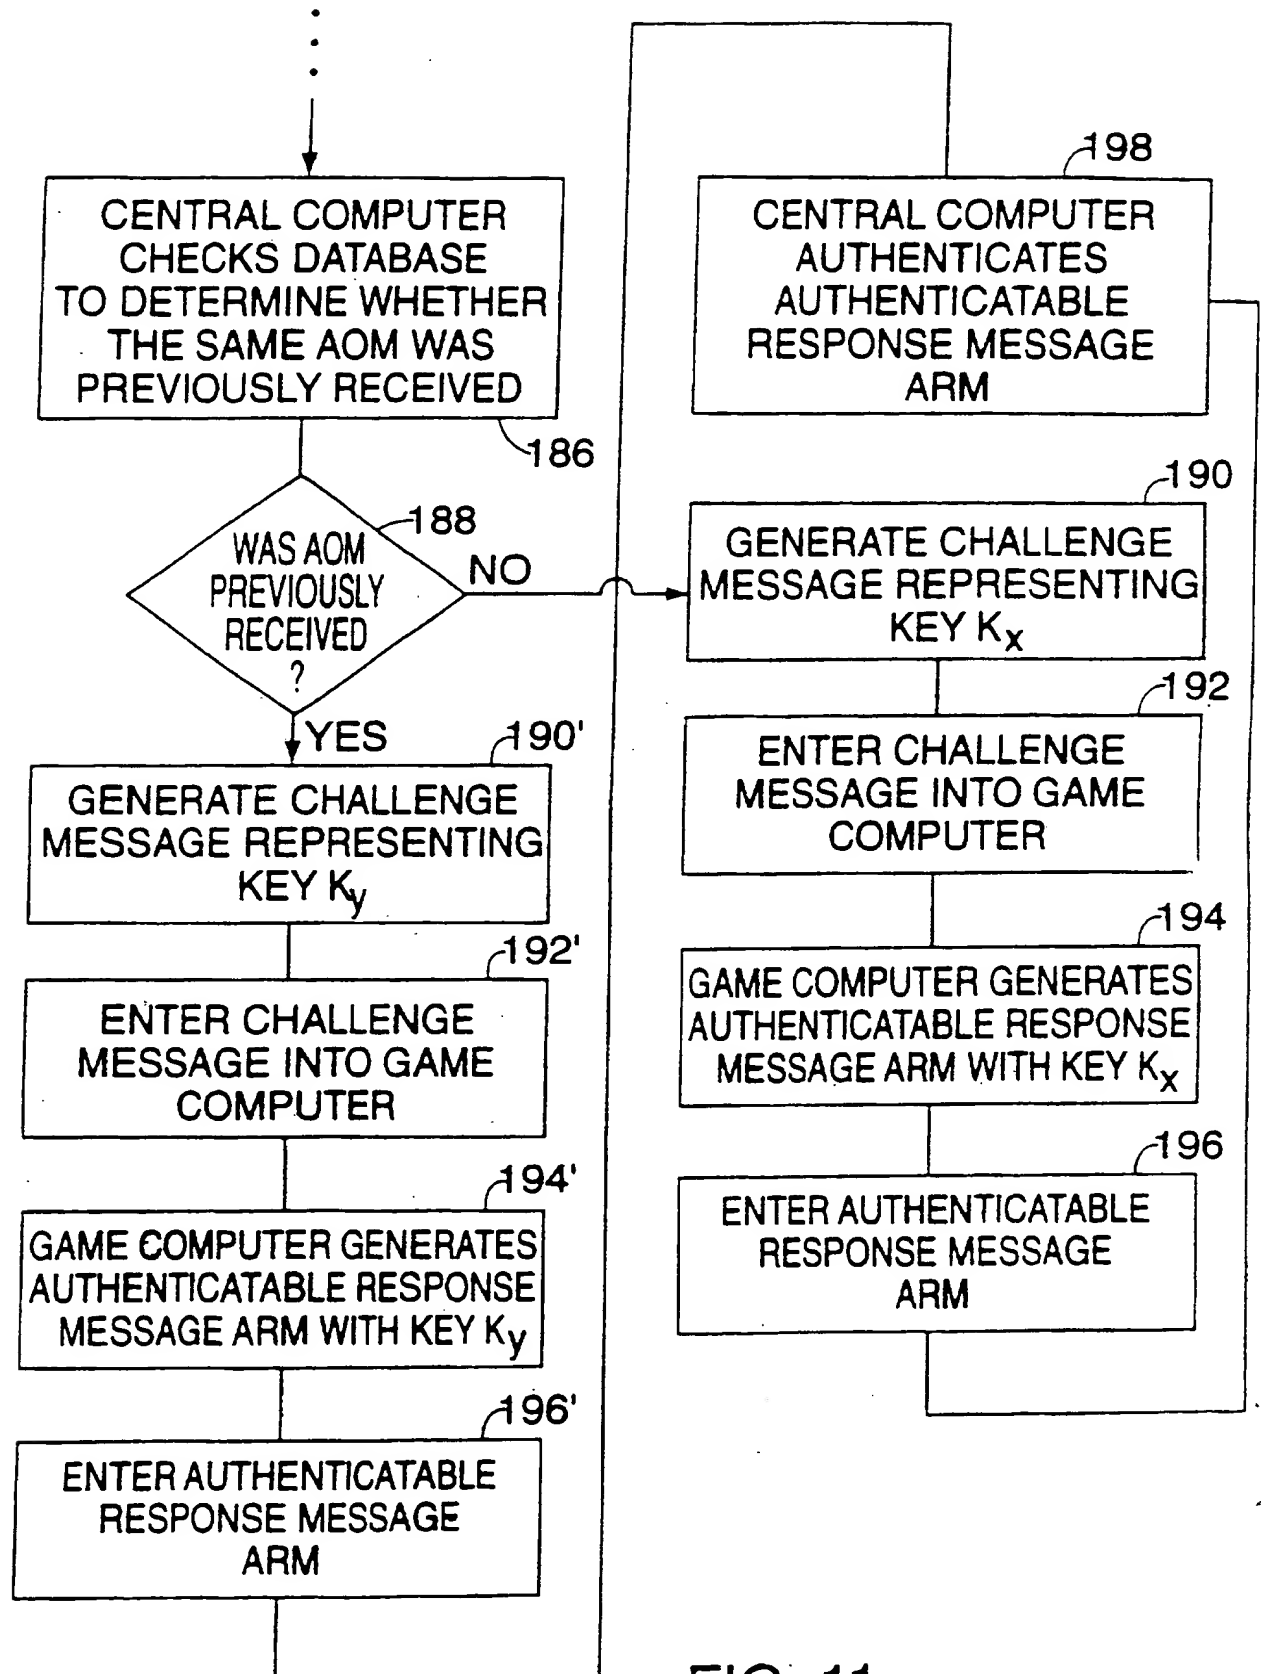 CENTRAL COMPUTER
CHECKS DATABASE
TO DETERMINE WHETHER
THE SAME AOM WAS
PREVIOUSLY RECEIVED
186
188
WAS AOM
PREVIOUSLY
RECEIVED
?
NO
YES
190'
GENERATE CHALLENGE
MESSAGE REPRESENTING
KEY Ky
192'
ENTER CHALLENGE
MESSAGE INTO GAME
COMPUTER
194'
GAME COMPUTER GENERATES
AUTHENTICATABLE RESPONSE
MESSAGE ARM WITH KEY Ky
196'
ENTER AUTHENTICATABLE
RESPONSE MESSAGE
ARM
198
CENTRAL COMPUTER
AUTHENTICATES
AUTHENTICATABLE
RESPONSE MESSAGE
ARM
190
GENERATE CHALLENGE
MESSAGE REPRESENTING
KEY Kx
192
ENTER CHALLENGE
MESSAGE INTO GAME
COMPUTER
194
GAME COMPUTER GENERATES
AUTHENTICATABLE RESPONSE
MESSAGE ARM WITH KEY Kx
196
ENTER AUTHENTICATABLE
RESPONSE MESSAGE
ARM
FIG. 11